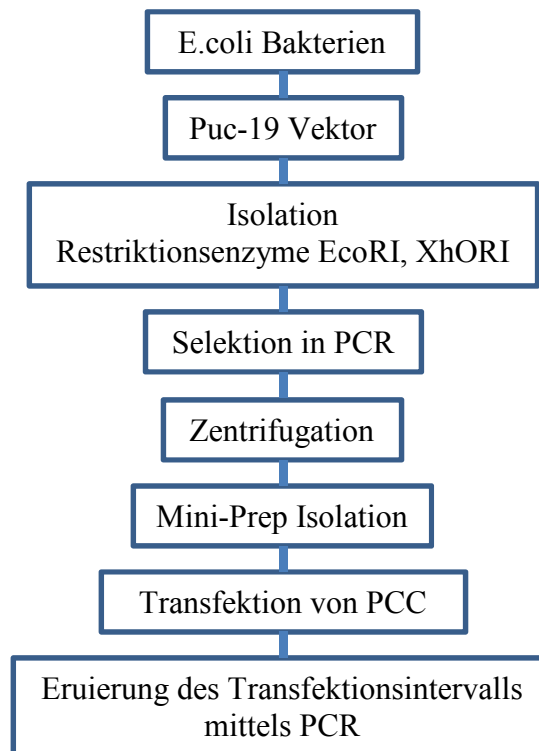 E.coli Bakterien
Puc-19 Vektor
Isolation
Restriktionsenzyme EcoRI, XhORI
Selektion in PCR
Zentrifugation
Mini-Prep Isolation
Transfektion von PCC
Eruierung des Transfektionsintervalls
mittels PCR